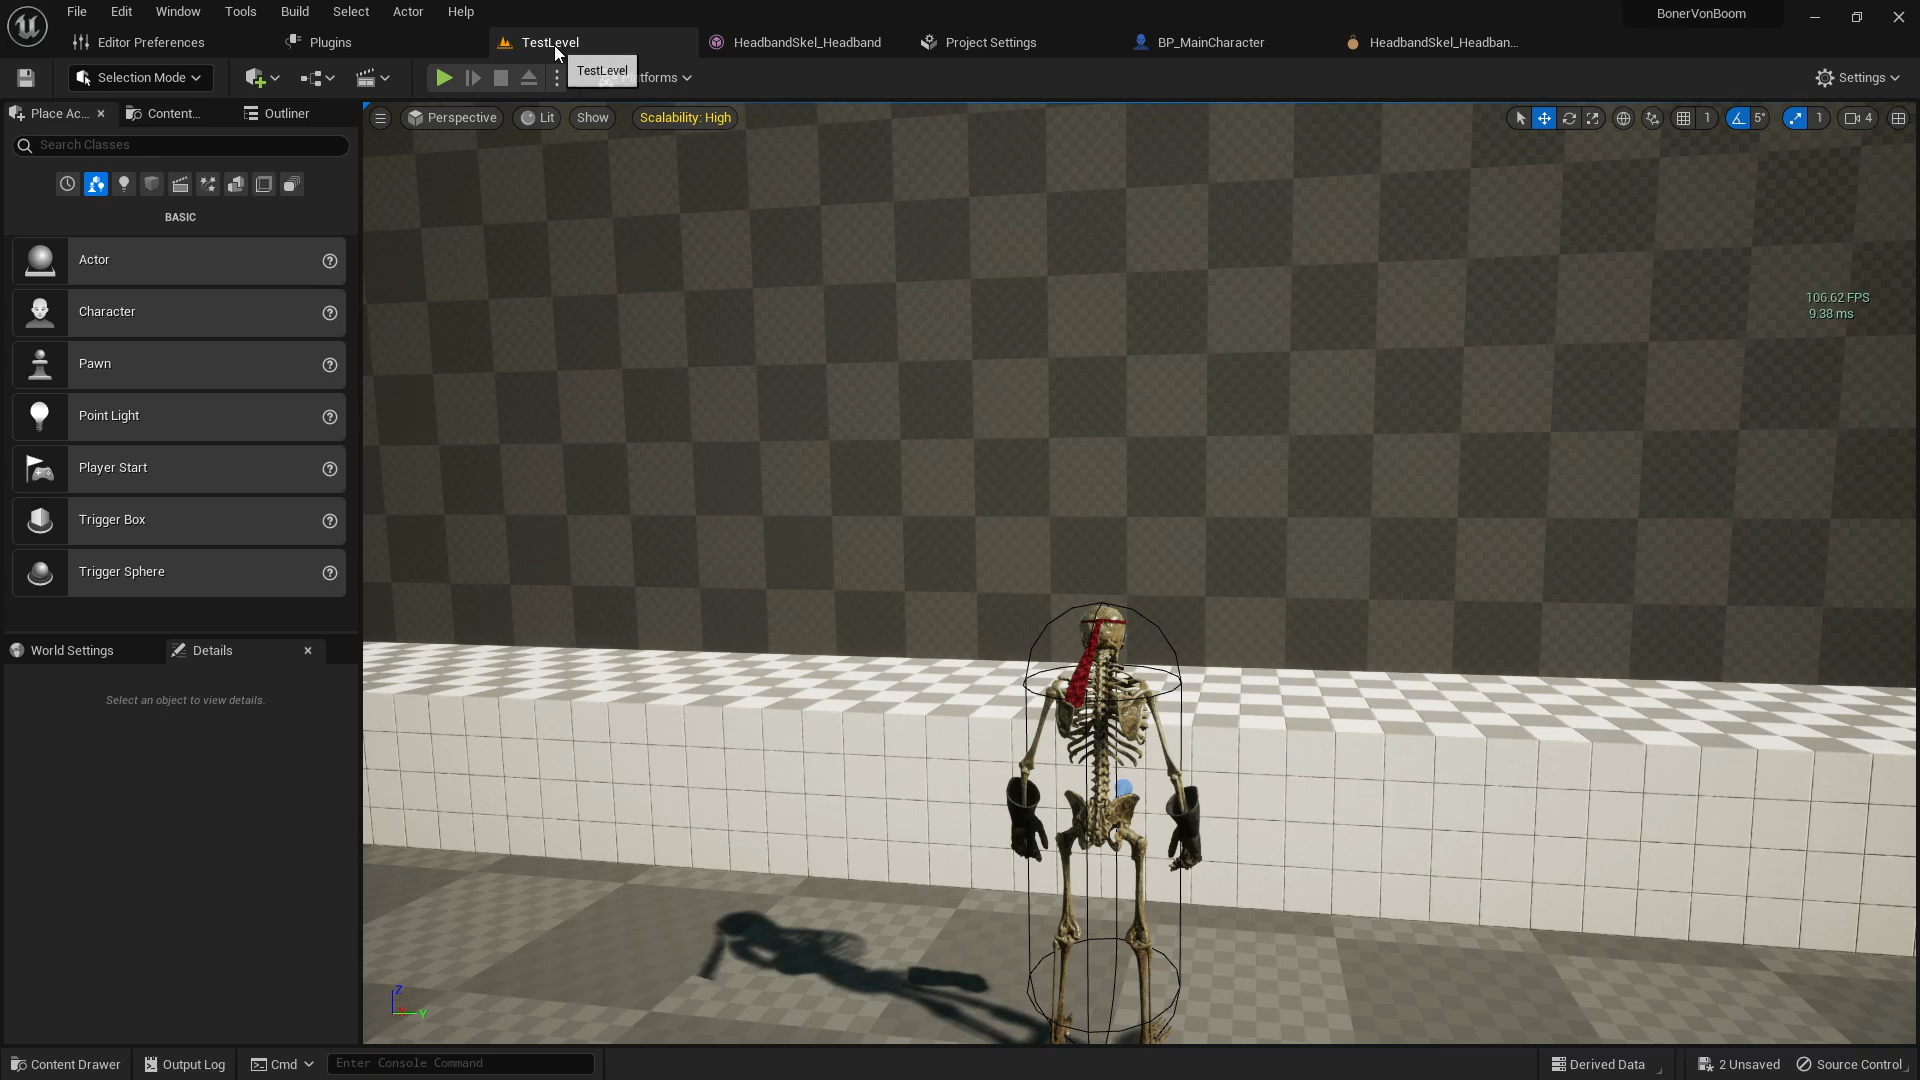 File Edit Window Tools Build Select Actor Help
BonerVonBoom
Editor Preferences
Plugins
TestLevel
HeadbandSkel_Headband
Project Settings
BP_MainCharacter
HeadbandSkel_Headban...
Selection Mode
TestLevel
tforms
Settings
Place Ac...
Content...
Outliner
Perspective
Lit
Show
Scalability: High
1
5°
1
4
Search Classes
BASIC
Actor
Character
Pawn
Point Light
Player Start
Trigger Box
Trigger Sphere
106.62 FPS
9.38 ms
World Settings
Details
Select an object to view details.
Z
Y
Content Drawer
Output Log
Cmd
Enter Console Command
Derived Data
2 Unsaved
Source Control